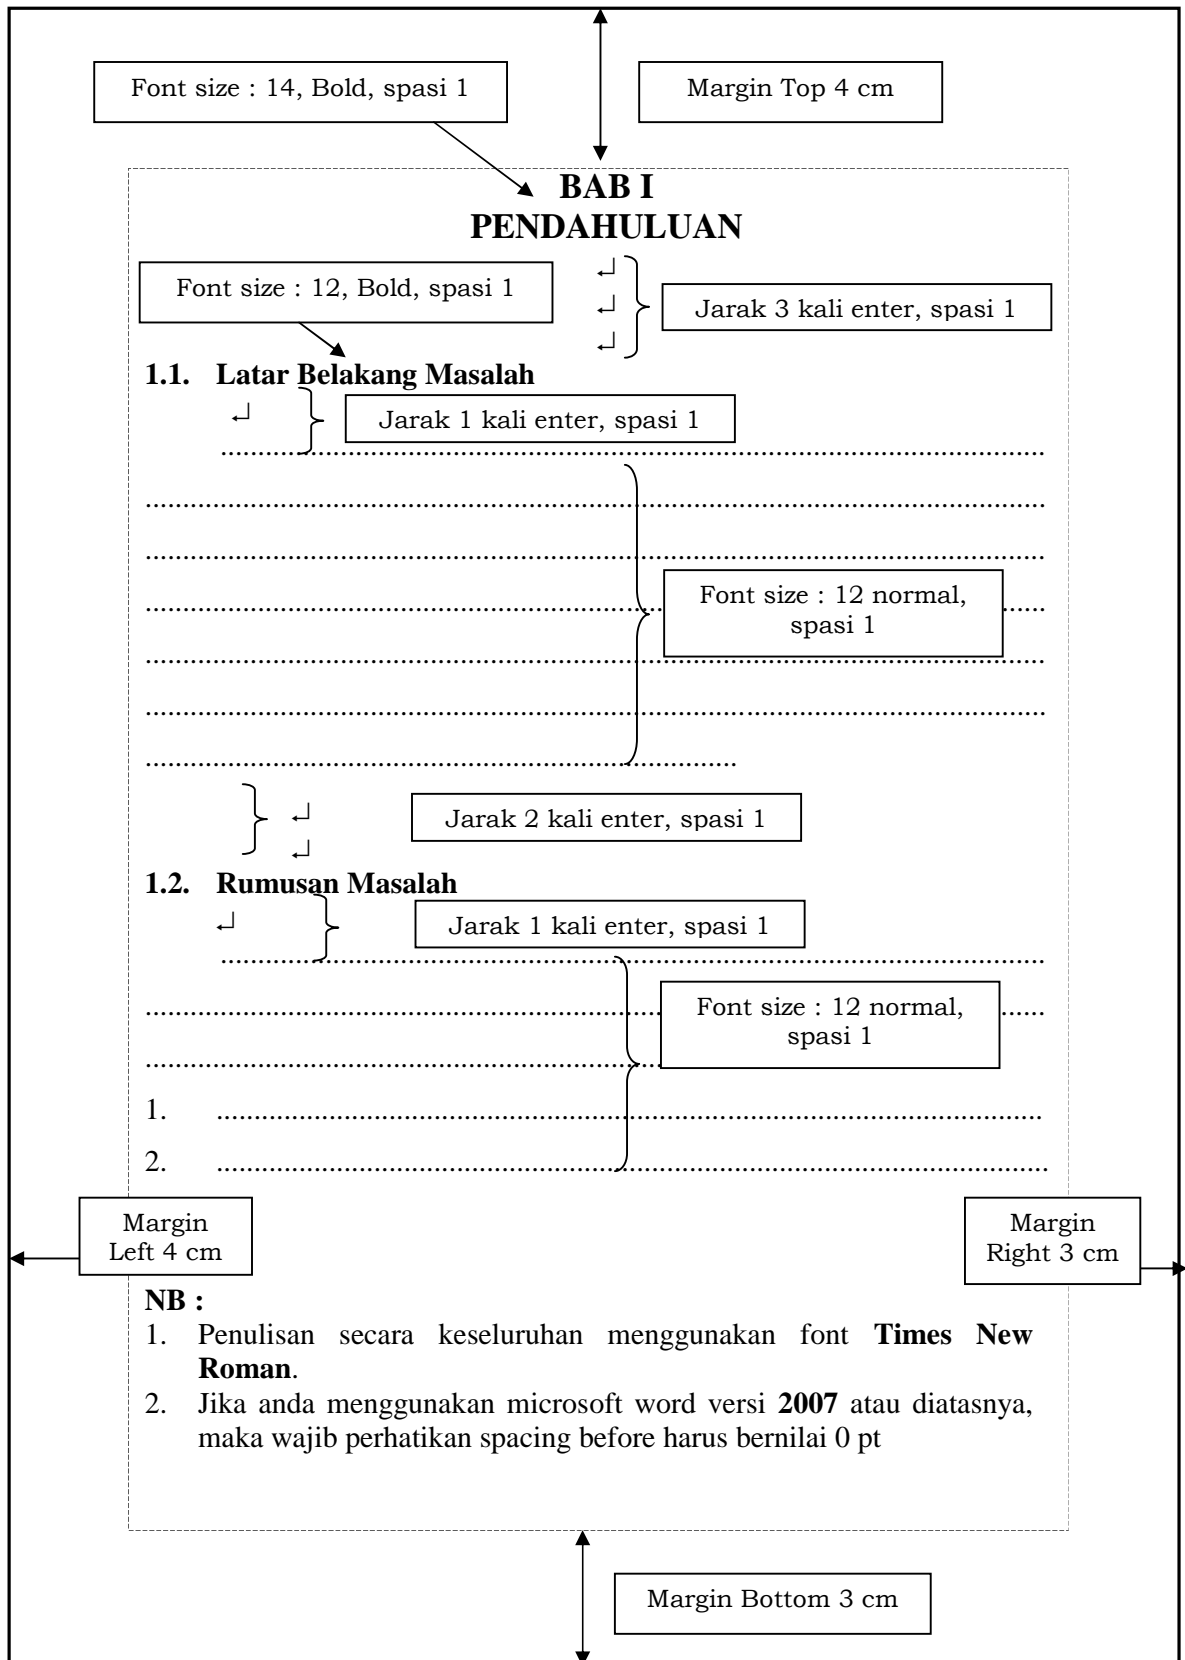 Font size : 14, Bold, spasi 1
Margin Top 4 cm
BAB I
PENDAHULUAN
Font size : 12, Bold, spasi 1
Jarak 3 kali enter, spasi 1
1.1. Latar Belakang Masalah
Jarak 1 kali enter, spasi 1
Font size : 12 normal,
spasi 1
Jarak 2 kali enter, spasi 1
1.2. Rumusan Masalah
Jarak 1 kali enter, spasi 1
Font size : 12 normal,
spasi 1
1. ........................................................................
2. ........................................................................
Margin
Left 4 cm
Margin
Right 3 cm
NB :
1. Penulisan secara keseluruhan menggunakan font Times New
Roman.
2. Jika anda menggunakan microsoft word versi 2007 atau diatasnya,
maka wajib perhatikan spacing before harus bernilai 0 pt
Margin Bottom 3 cm